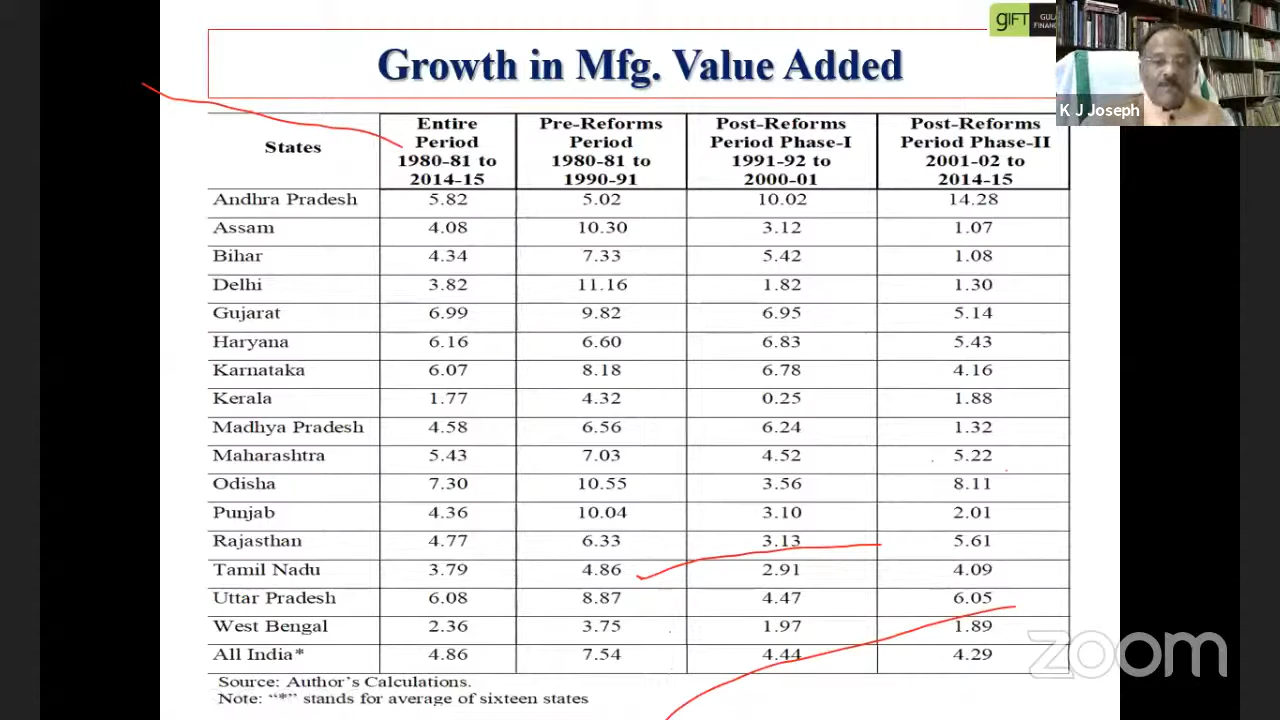 GIFT GULA
FINAN
Growth in Mfg. Value Added
K J Joseph
States Entire Period 1980-81 to 2014-15 Pre-Reforms Period 1980-81 to 1990-91 Post-Reforms Period Phase-I 1991-92 to 2000-01 Post-Reforms Period Phase-II 2001-02 to 2014-15
Andhra Pradesh 5.82 5.02 10.02 14.28
Assam 4.08 10.30 3.12 1.07
Bihar 4.34 7.33 5.42 1.08
Delhi 3.82 11.16 1.82 1.30
Gujarat 6.99 9.82 6.95 5.14
Haryana 6.16 6.60 6.83 5.43
Karnataka 6.07 8.18 6.78 4.16
Kerala 1.77 4.32 0.25 1.88
Madhya Pradesh 4.58 6.56 6.24 1.32
Maharashtra 5.43 7.03 4.52 5.22
Odisha 7.30 10.55 3.56 8.11
Punjab 4.36 10.04 3.10 2.01
Rajasthan 4.77 6.33 3.13 5.61
Tamil Nadu 3.79 4.86 2.91 4.09
Uttar Pradesh 6.08 8.87 4.47 6.05
West Bengal 2.36 3.75 1.97 1.89
All India* 4.86 7.54 4.44 4.29
Source: Author's Calculations.
Note: "*" stands for average of sixteen states
zoom